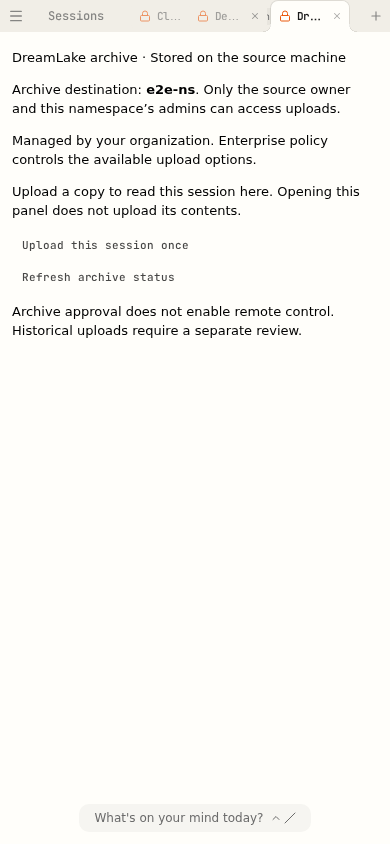 Sessions
Cl...
De...
Dr...
DreamLake archive · Stored on the source machine
Archive destination: e2e-ns. Only the source owner
and this namespace’s admins can access uploads.
Managed by your organization. Enterprise policy
controls the available upload options.
Upload a copy to read this session here. Opening this
panel does not upload its contents.
Upload this session once
Refresh archive status
Archive approval does not enable remote control.
Historical uploads require a separate review.
What's on your mind today?